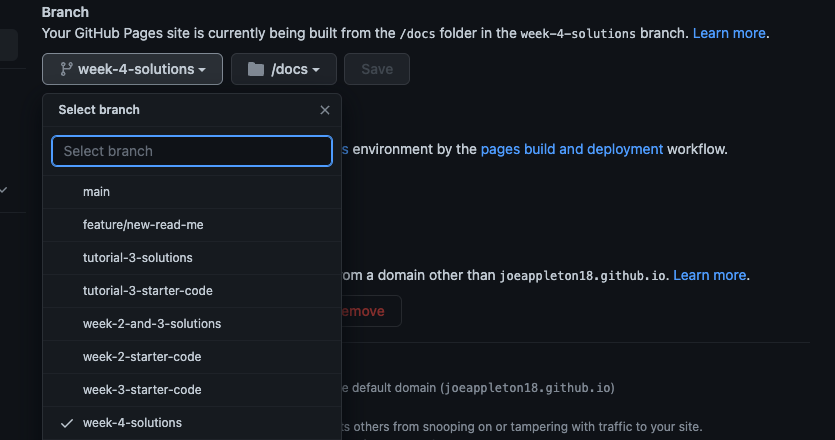 Branch
Your GitHub Pages site is currently being built from the /docs folder in the week-4-solutions branch. Learn more.
week-4-solutions
/docs
Save
Select branch
Select branch
s environment by the pages build and deployment workflow.
main
feature/new-read-me
tutorial-3-solutions
om a domain other than joeappleton18.github.io. Learn more.
tutorial-3-starter-code
emove
week-2-and-3-solutions
week-2-starter-code
week-3-starter-code
e default domain (joeappleton18.github.io)
week-4-solutions
ts others from snooping on or tampering with traffic to your site.